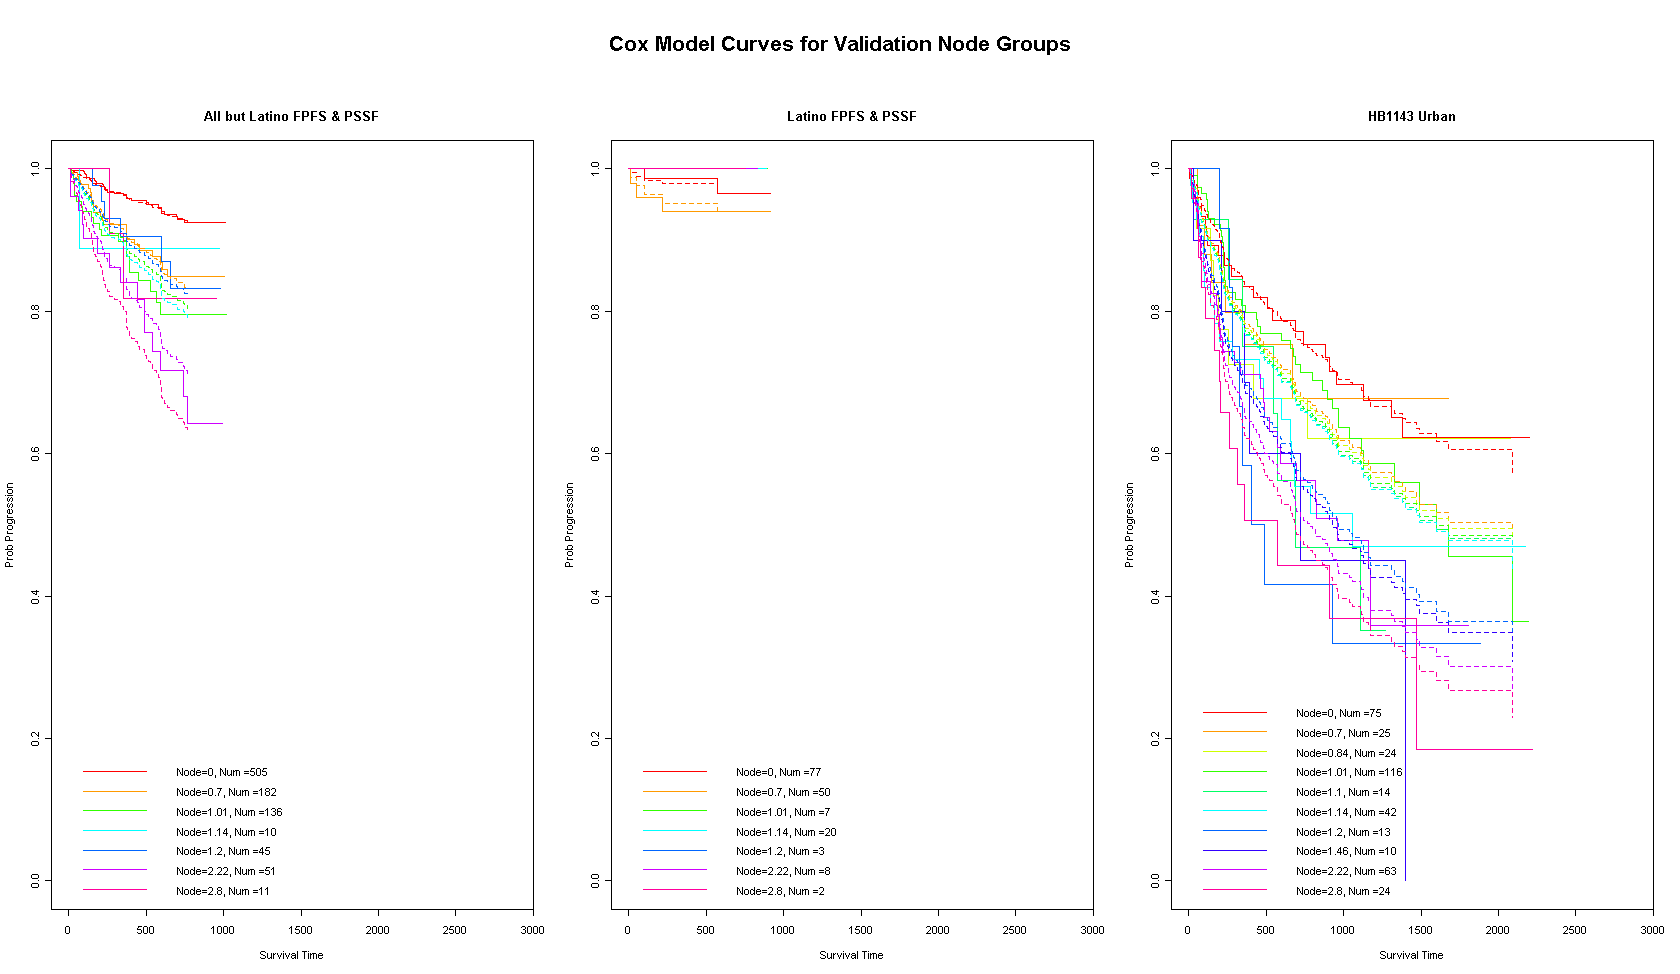 Cox Model Curves for Validation Node Groups
All but Latino FPFS & PSSF
Prob Progression
1.0
0.8
0.6
0.4
0.2
0.0
Node=0, Num =505
Node=0.7, Num =182
Node=1.01, Num =136
Node=1.14, Num =10
Node=1.2, Num =45
Node=2.22, Num =51
Node=2.8, Num =11
0 500 1000 1500 2000 2500 3000
Survival Time
Latino FPFS & PSSF
Prob Progression
1.0
0.8
0.6
0.4
0.2
0.0
Node=0, Num =77
Node=0.7, Num =50
Node=1.01, Num =7
Node=1.14, Num =20
Node=1.2, Num =3
Node=2.22, Num =8
Node=2.8, Num =2
0 500 1000 1500 2000 2500 3000
Survival Time
HB1143 Urban
Prob Progression
1.0
0.8
0.6
0.4
0.2
0.0
Node=0, Num =75
Node=0.7, Num =25
Node=0.84, Num =24
Node=1.01, Num =116
Node=1.1, Num =14
Node=1.14, Num =42
Node=1.2, Num =13
Node=1.46, Num =10
Node=2.22, Num =63
Node=2.8, Num =24
0 500 1000 1500 2000 2500 3000
Survival Time